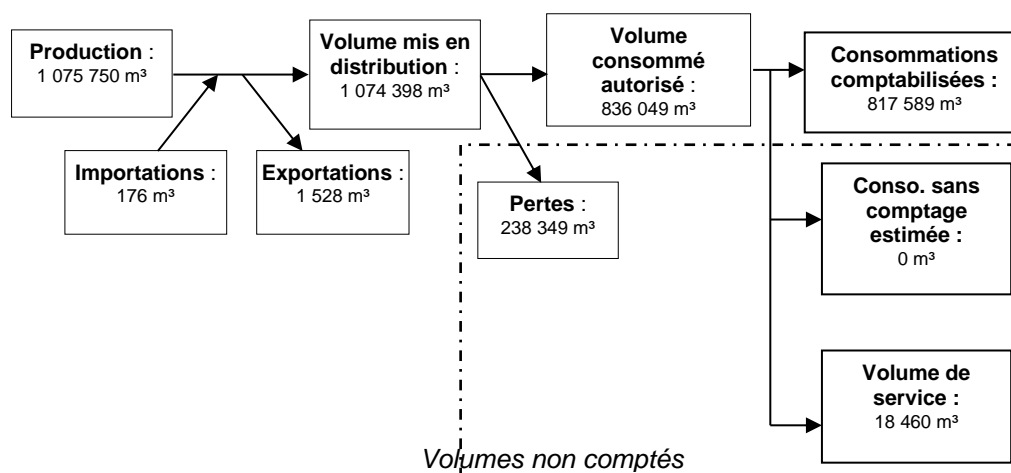 Production :
1 075 750 m³
Volume mis en
distribution :
1 074 398 m³
Volume
consommé
autorisé :
836 049 m³
Consommations
comptabilisées :
817 589 m³
Importations :
176 m³
Exportations :
1 528 m³
Pertes :
238 349 m³
Conso. sans
comptage
estimée :
0 m³
Volume de
service :
18 460 m³
Volumes non comptés